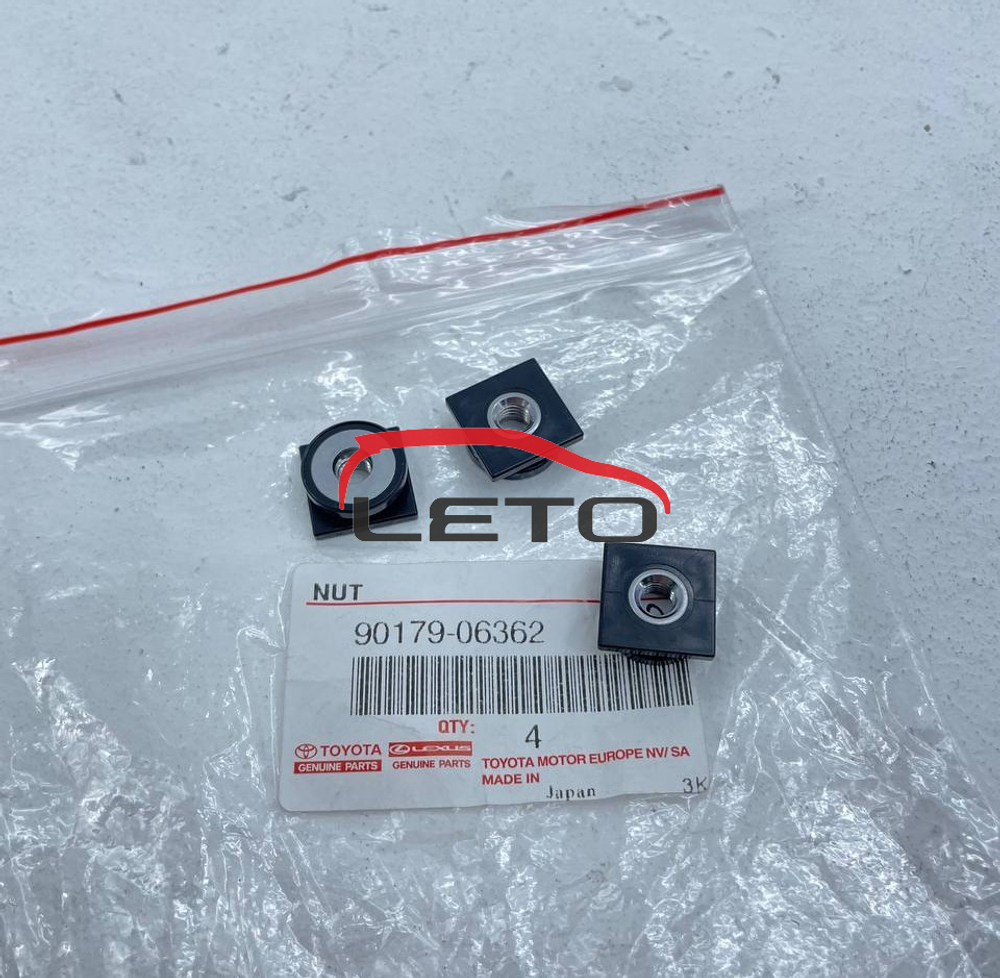 LETO
NUT
90179-06362
QTY: 4
TOYOTA LEXUS TOYOTA MOTOR EUROPE NV/ SA
GENUINE PARTS GENUINE PARTS MADE IN
Japan 3K